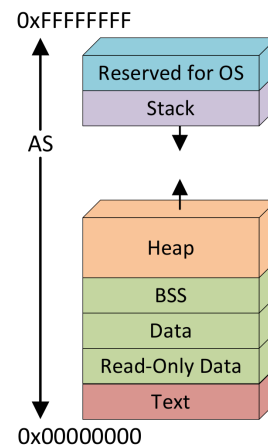 0xFFFFFFFF
Reserved for OS
Stack
AS
Heap
BSS
Data
Read-Only Data
Text
0x00000000